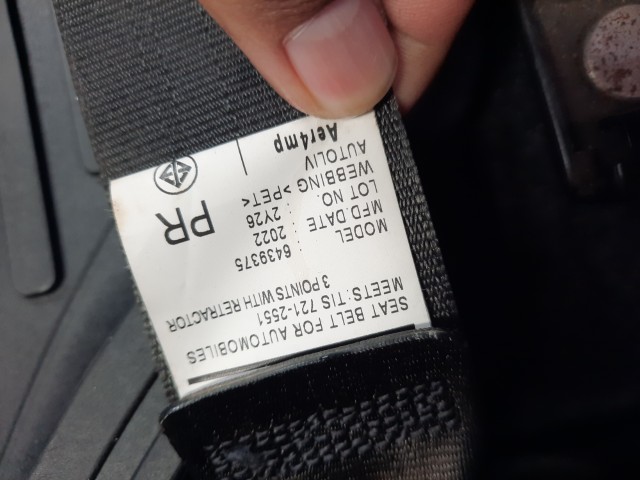 SEAT BELT FOR AUTOMOBILES
MEETS:TIS 721-2551
3 POINTS WITH RETRACTOR
MODEL : 6439375
MFD.DATE : 2022
LOT NO. : 2Y26
WEBBING >PET<
AUTOLIV
Aer4mp
PR